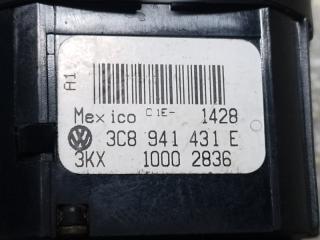 A1
Mexico C1E- 1428
3C8 941 431 E
3KX 1000 2836